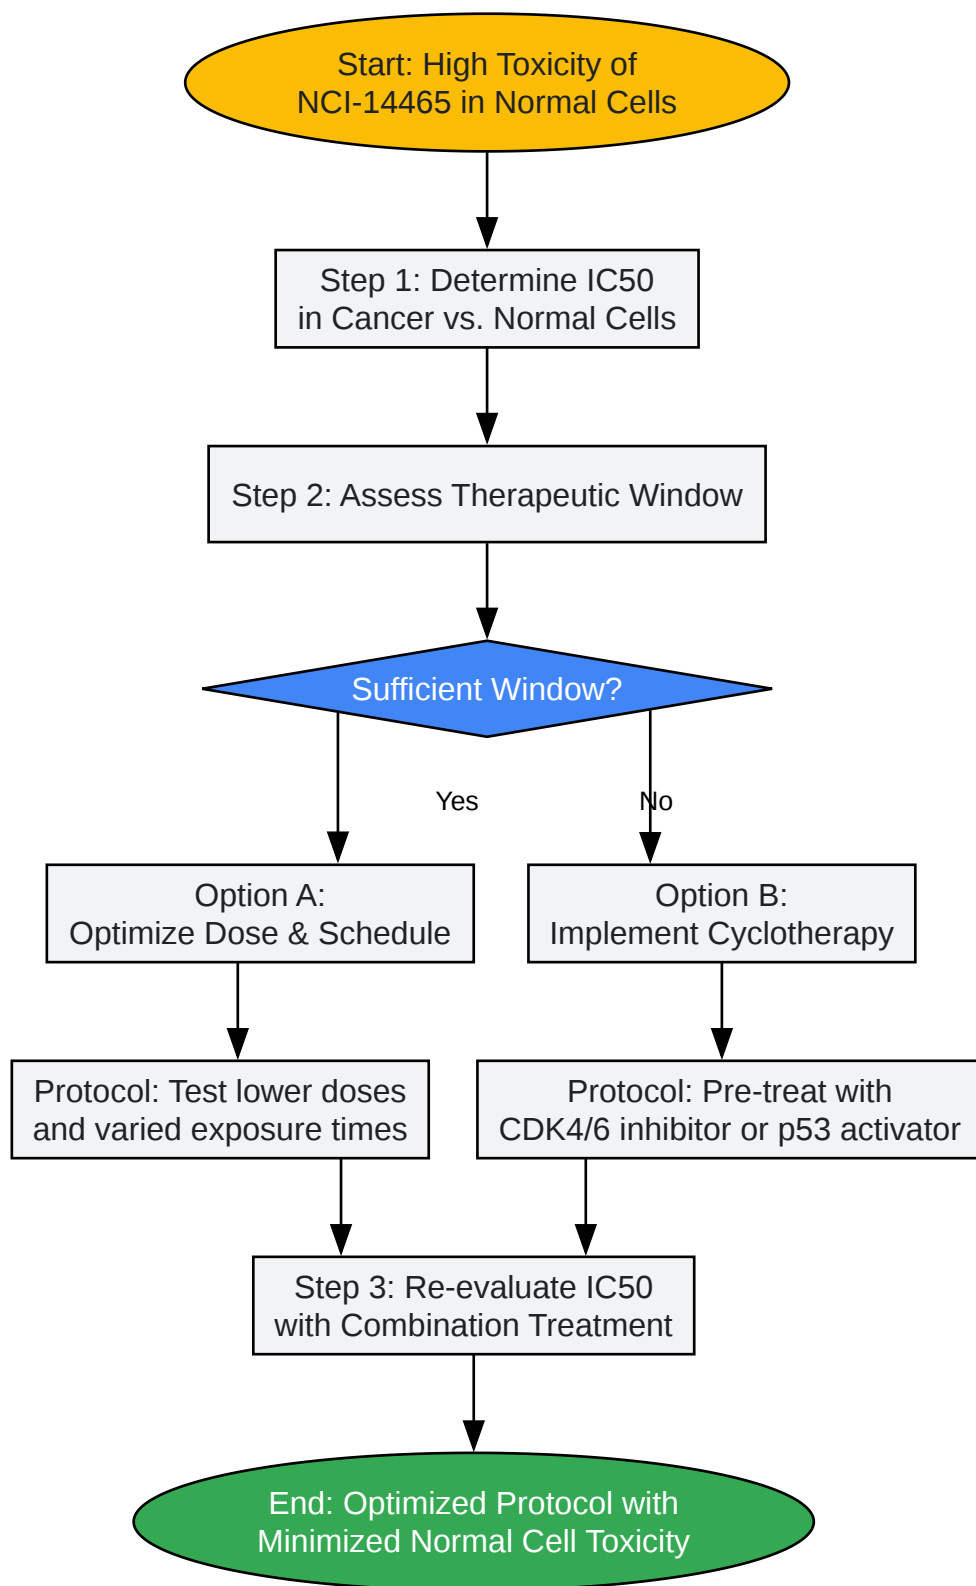 Start: High Toxicity of
NCI-14465 in Normal Cells
Step 1: Determine IC50
in Cancer vs. Normal Cells
Step 2: Assess Therapeutic Window
Sufficient Window?
Yes
No
Option A:
Optimize Dose & Schedule
Option B:
Implement Cyclotherapy
Protocol: Test lower doses
and varied exposure times
Protocol: Pre-treat with
CDK4/6 inhibitor or p53 activator
Step 3: Re-evaluate IC50
with Combination Treatment
End: Optimized Protocol with
Minimized Normal Cell Toxicity